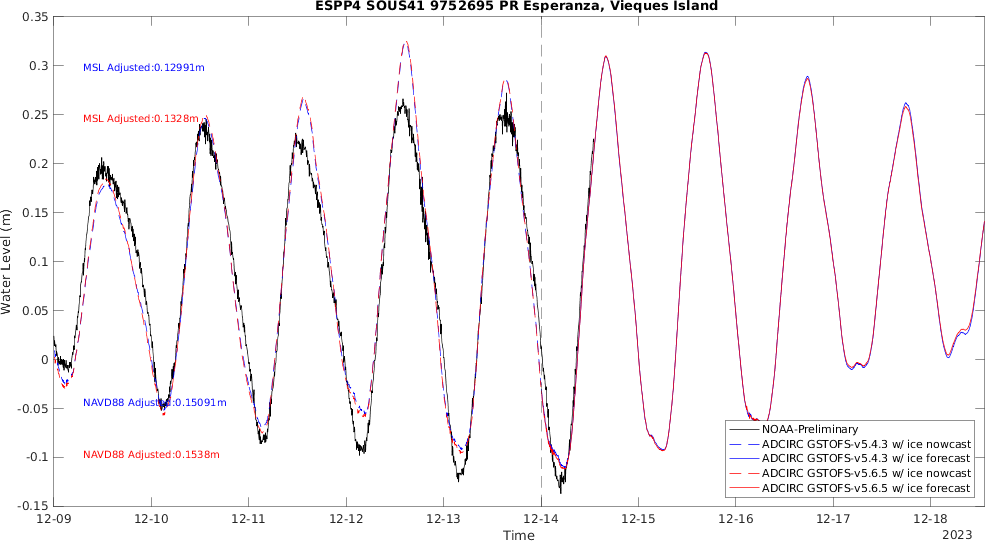 ESPP4 SOUS41 9752695 PR Esperanza, Vieques Island
0.35
0.3
0.25
0.2
0.15
0.1
0.05
0
-0.05
-0.1
-0.15
Water Level (m)
MSL Adjusted:0.12991m
MSL Adjusted:0.1328m
NAVD88 Adjusted:0.15091m
NAVD88 Adjusted:0.1538m
NOAA-Preliminary
ADCIRC GSTOFS-v5.4.3 w/ ice nowcast
ADCIRC GSTOFS-v5.4.3 w/ ice forecast
ADCIRC GSTOFS-v5.6.5 w/ ice nowcast
ADCIRC GSTOFS-v5.6.5 w/ ice forecast
12-09 12-10 12-11 12-12 12-13 12-14 12-15 12-16 12-17 12-18
Time
2023